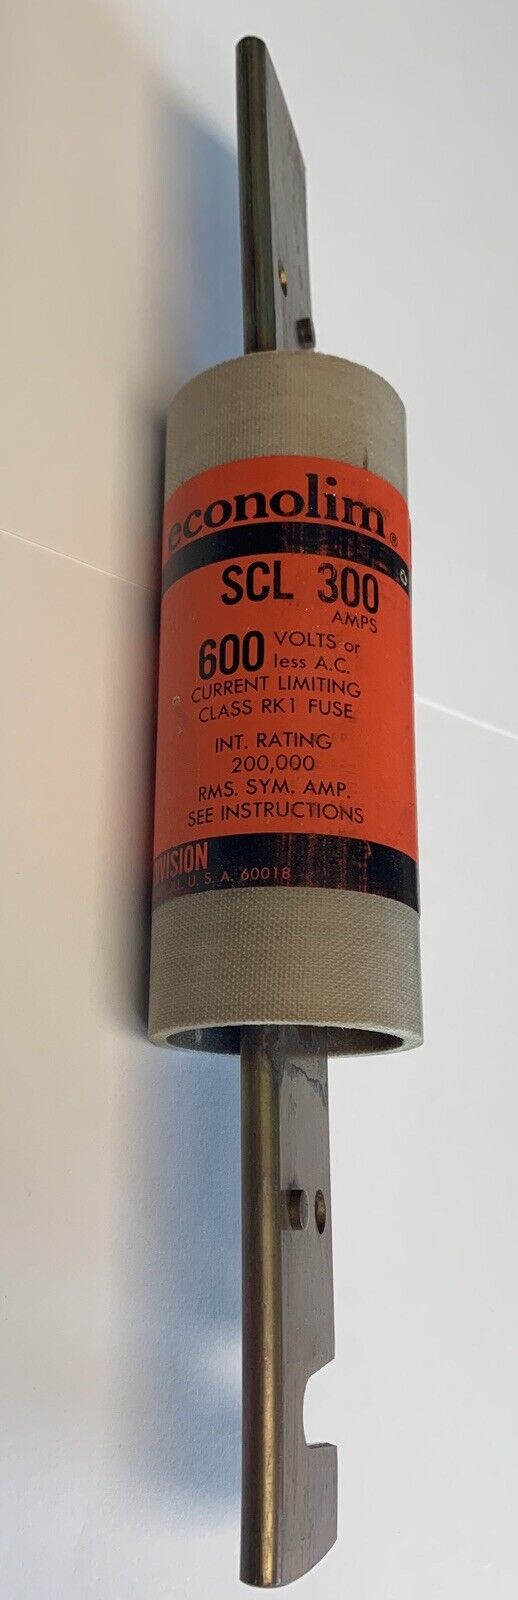 econolim®
SCL 300
AMPS
600 VOLTS or
less A.C.
CURRENT LIMITING
CLASS RK1 FUSE
INT. RATING
200,000
RMS. SYM. AMP.
SEE INSTRUCTIONS
U. S. A. 60018